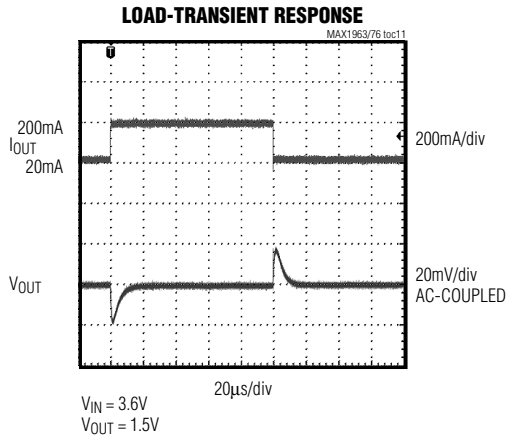 LOAD-TRANSIENT RESPONSE
MAX1963/76 toc11
T
200mA
IOUT
20mA
200mA/div
VOUT
20mV/div
AC-COUPLED
20µs/div
VIN = 3.6V
VOUT = 1.5V